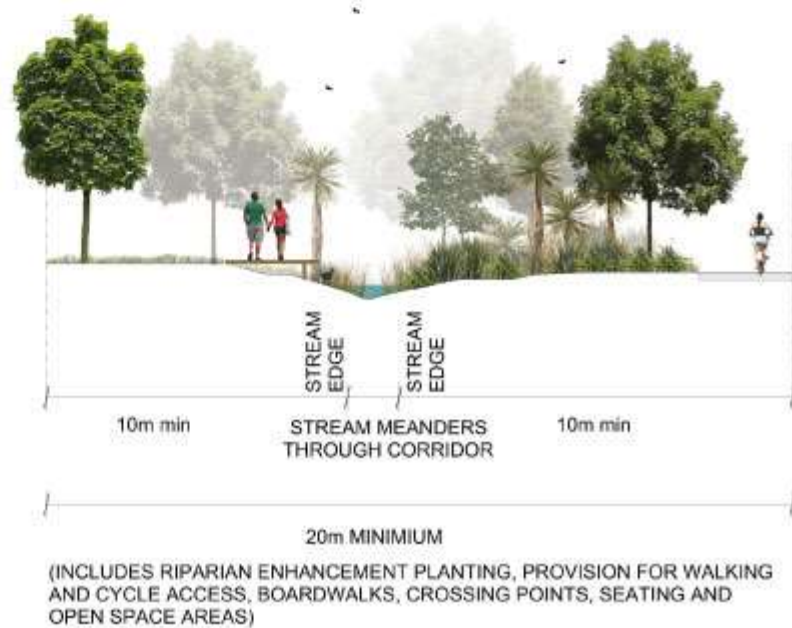 STREAM
EDGE
STREAM
EDGE
10m min
STREAM MEANDERS
THROUGH CORRIDOR
10m min
20m MINIMIUM
(INCLUDES RIPARIAN ENHANCEMENT PLANTING, PROVISION FOR WALKING
AND CYCLE ACCESS, BOARDWALKS, CROSSING POINTS, SEATING AND
OPEN SPACE AREAS)